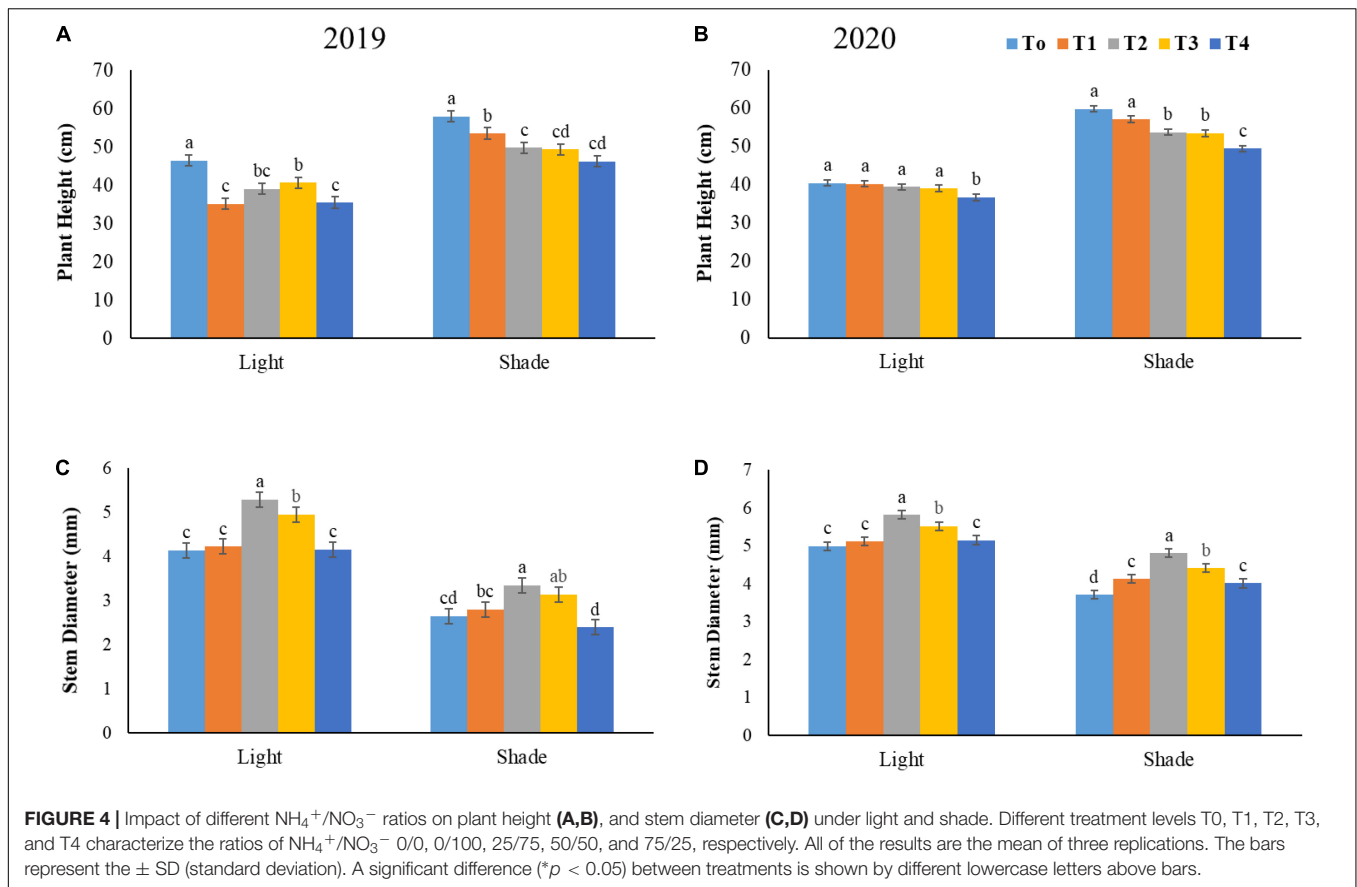 A
2019
B
2020
To T1 T2 T3 T4
70
60
50
40
30
20
10
0
Plant Height (cm)
a
c
bc
b
c
a
b
c
cd
cd
Light
Shade
70
60
50
40
30
20
10
0
Plant Height (cm)
a
a
a
a
b
a
a
b
b
c
Light
Shade
C
6
5
4
3
2
1
0
Stem Diameter (mm)
c
c
a
b
c
cd
bc
a
ab
d
Light
Shade
D
7
6
5
4
3
2
1
0
Stem Diameter (mm)
c
c
a
b
c
d
c
a
b
c
Light
Shade
FIGURE 4 | Impact of different NH₄⁺/NO₃⁻ ratios on plant height (A,B), and stem diameter (C,D) under light and shade. Different treatment levels T0, T1, T2, T3,
and T4 characterize the ratios of NH₄⁺/NO₃⁻ 0/0, 0/100, 25/75, 50/50, and 75/25, respectively. All of the results are the mean of three replications. The bars
represent the ± SD (standard deviation). A significant difference (*p < 0.05) between treatments is shown by different lowercase letters above bars.